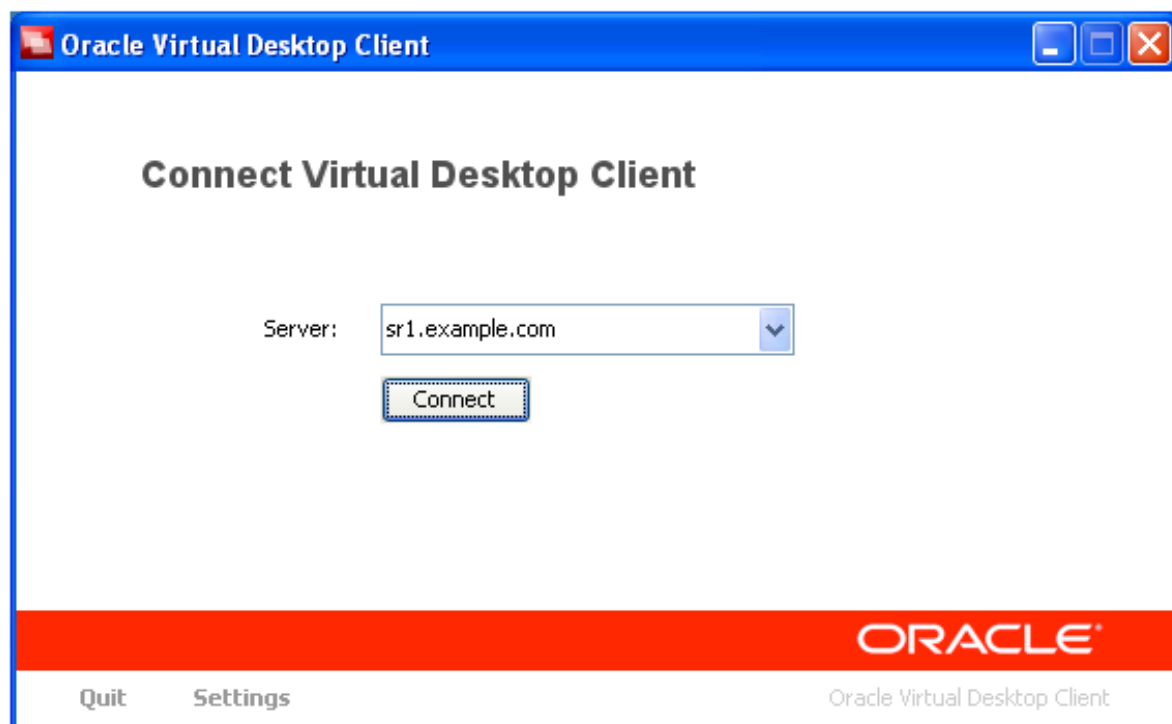 Oracle Virtual Desktop Client
Connect Virtual Desktop Client
Server: sr1.example.com
Connect
ORACLE
Quit Settings Oracle Virtual Desktop Client